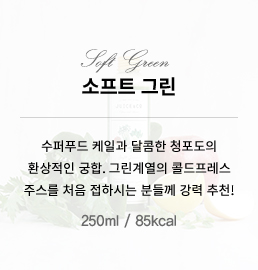 Soft Green
소프트 그린
수퍼푸드 케일과 달콤한 청포도의
환상적인 궁합. 그린계열의 콜드프레스
주스를 처음 접하시는 분들께 강력 추천!
250ml / 85kcal